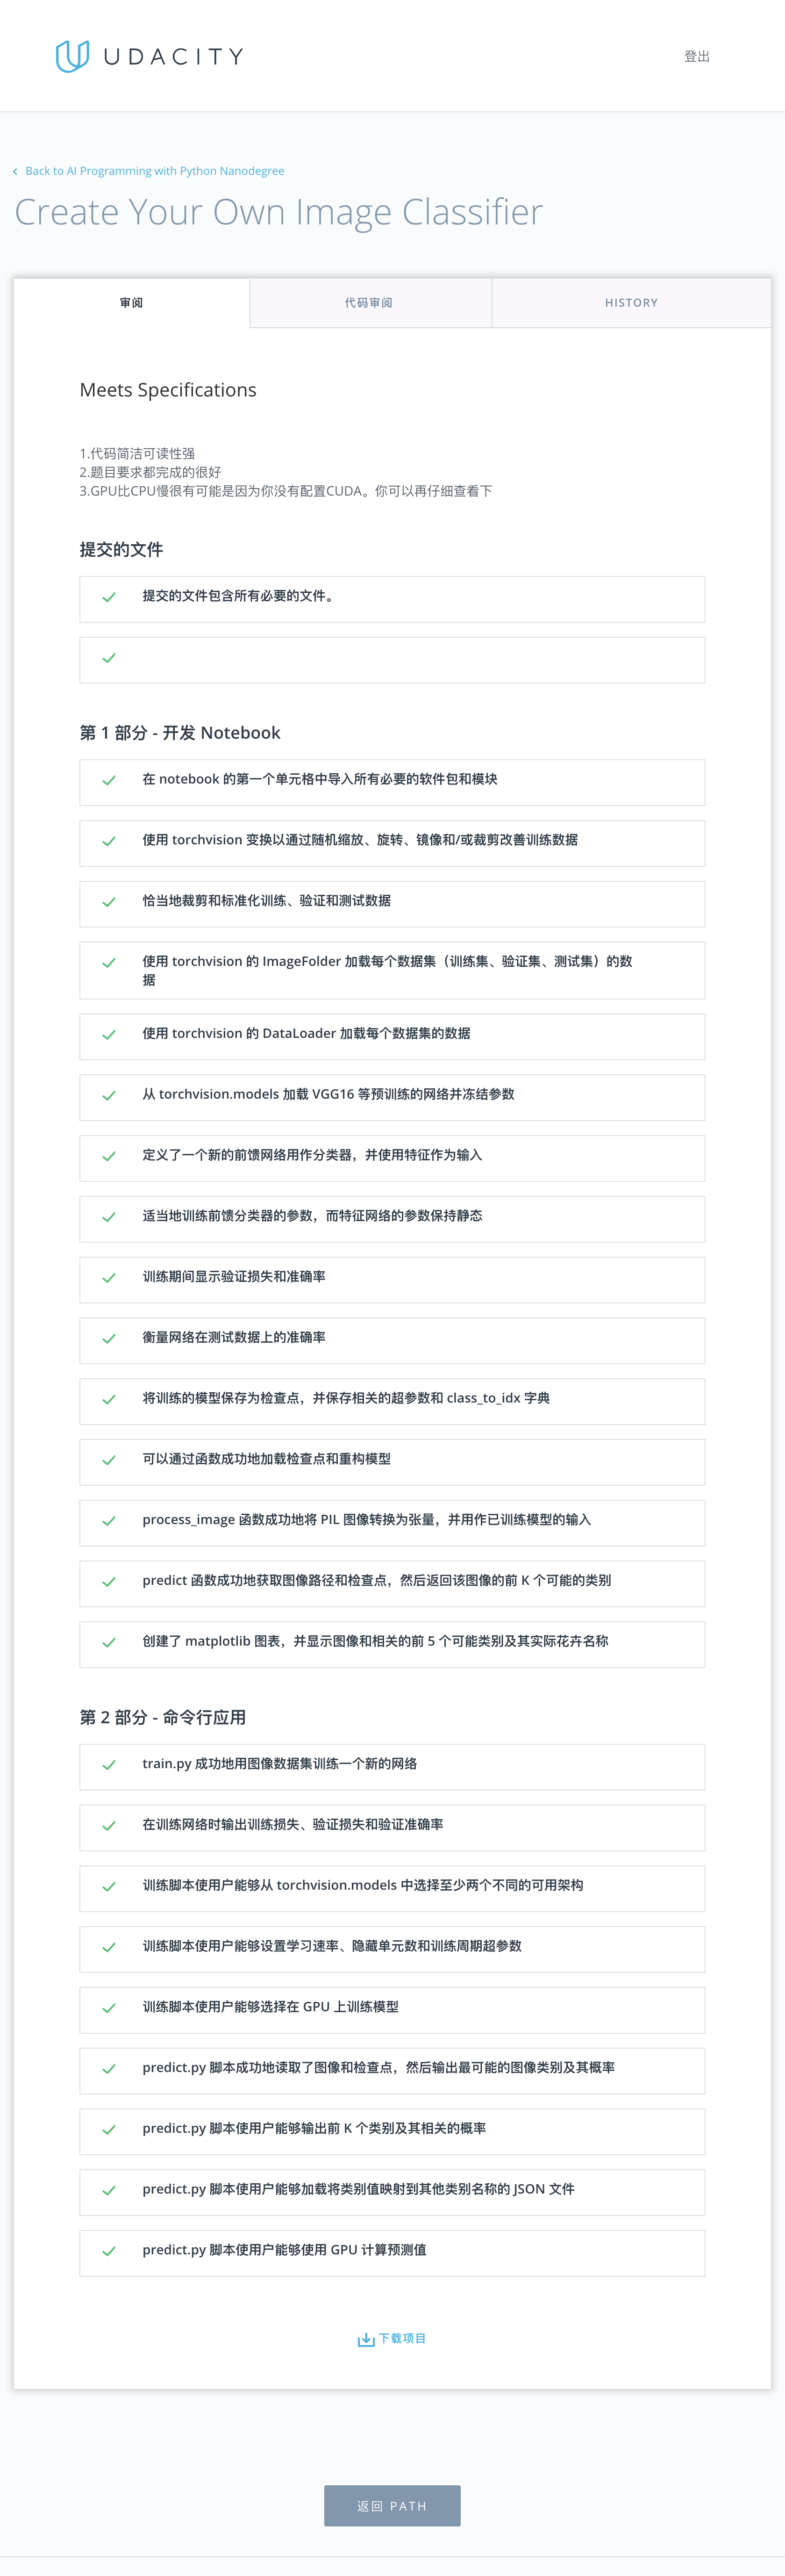 UDACITY
登出
Back to AI Programming with Python Nanodegree
Create Your Own Image Classifier
审阅
代码审阅
HISTORY
Meets Specifications
1.代码简洁可读性强
2.题目要求都完成的很好
3.GPU比CPU慢很有可能是因为你没有配置CUDA。你可以再仔细查看下
提交的文件
提交的文件包含所有必要的文件。
第 1 部分 - 开发 Notebook
在 notebook 的第一个单元格中导入所有必要的软件包和模块
使用 torchvision 变换以通过随机缩放、旋转、镜像和/或裁剪改善训练数据
恰当地裁剪和标准化训练、验证和测试数据
使用 torchvision 的 ImageFolder 加载每个数据集（训练集、验证集、测试集）的数
据
使用 torchvision 的 DataLoader 加载每个数据集的数据
从 torchvision.models 加载 VGG16 等预训练的网络并冻结参数
定义了一个新的前馈网络用作分类器，并使用特征作为输入
适当地训练前馈分类器的参数，而特征网络的参数保持静态
训练期间显示验证损失和准确率
衡量网络在测试数据上的准确率
将训练的模型保存为检查点，并保存相关的超参数和 class_to_idx 字典
可以通过函数成功地加载检查点和重构模型
process_image 函数成功地将 PIL 图像转换为张量，并用作已训练模型的输入
predict 函数成功地获取图像路径和检查点，然后返回该图像的前 K 个可能的类别
创建了 matplotlib 图表，并显示图像和相关的前 5 个可能类别及其实际花卉名称
第 2 部分 - 命令行应用
train.py 成功地用图像数据集训练一个新的网络
在训练网络时输出训练损失、验证损失和验证准确率
训练脚本使用户能够从 torchvision.models 中选择至少两个不同的可用架构
训练脚本使用户能够设置学习速率、隐藏单元数和训练周期超参数
训练脚本使用户能够选择在 GPU 上训练模型
predict.py 脚本成功地读取了图像和检查点，然后输出最可能的图像类别及其概率
predict.py 脚本使用户能够输出前 K 个类别及其相关的概率
predict.py 脚本使用户能够加载将类别值映射到其他类别名称的 JSON 文件
predict.py 脚本使用户能够使用 GPU 计算预测值
下载项目
返回 PATH